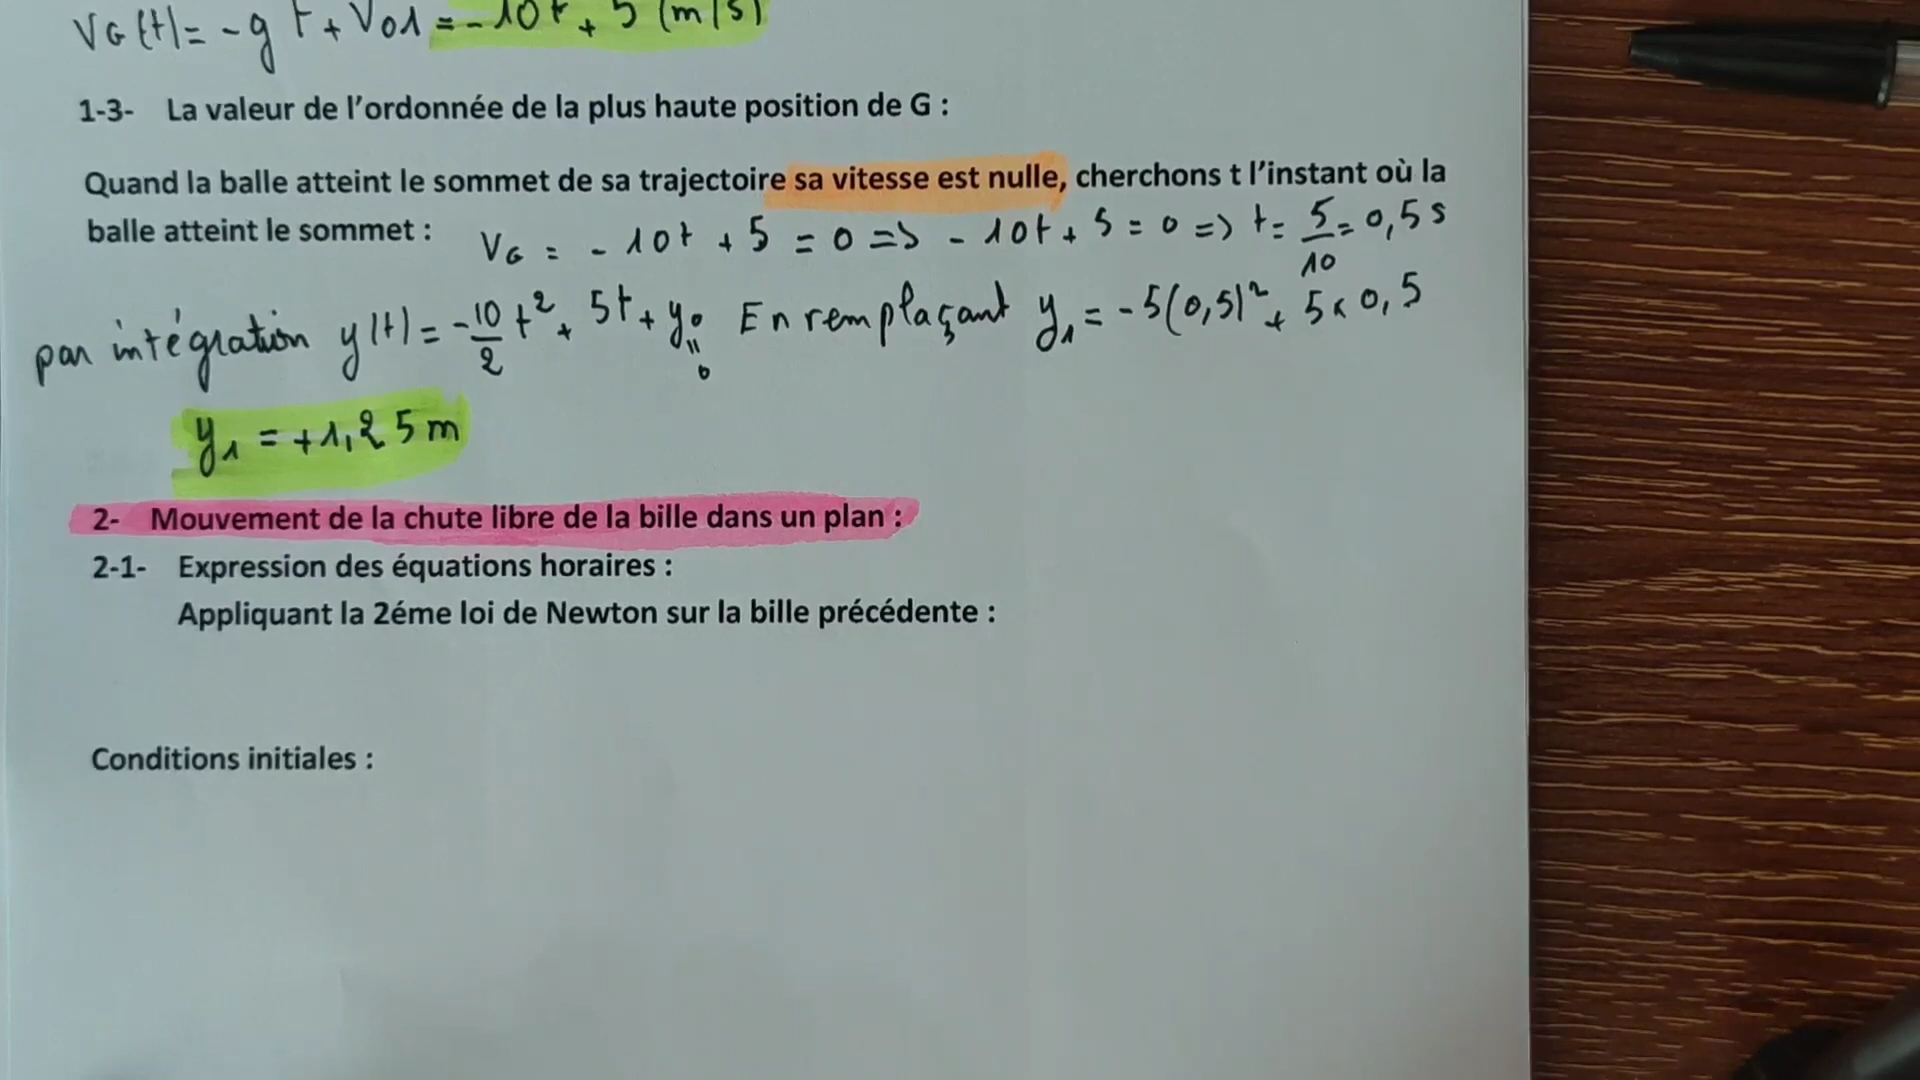 VG(t) = -g t + V01 = -10t + 5 (m/s)
1-3- La valeur de l'ordonnée de la plus haute position de G :
Quand la balle atteint le sommet de sa trajectoire sa vitesse est nulle, cherchons t l'instant où la
balle atteint le sommet : VG = -10t + 5 = 0 => -10t + 5 = 0 => t = 5/10 = 0,5 s
par intégration y(t) = -10/2 t² + 5t + y0 En remplaçant y1 = -5(0,5)² + 5 x 0,5
"
0
y1 = +1,25 m
2- Mouvement de la chute libre de la bille dans un plan :
2-1- Expression des équations horaires :
Appliquant la 2éme loi de Newton sur la bille précédente :
Conditions initiales :